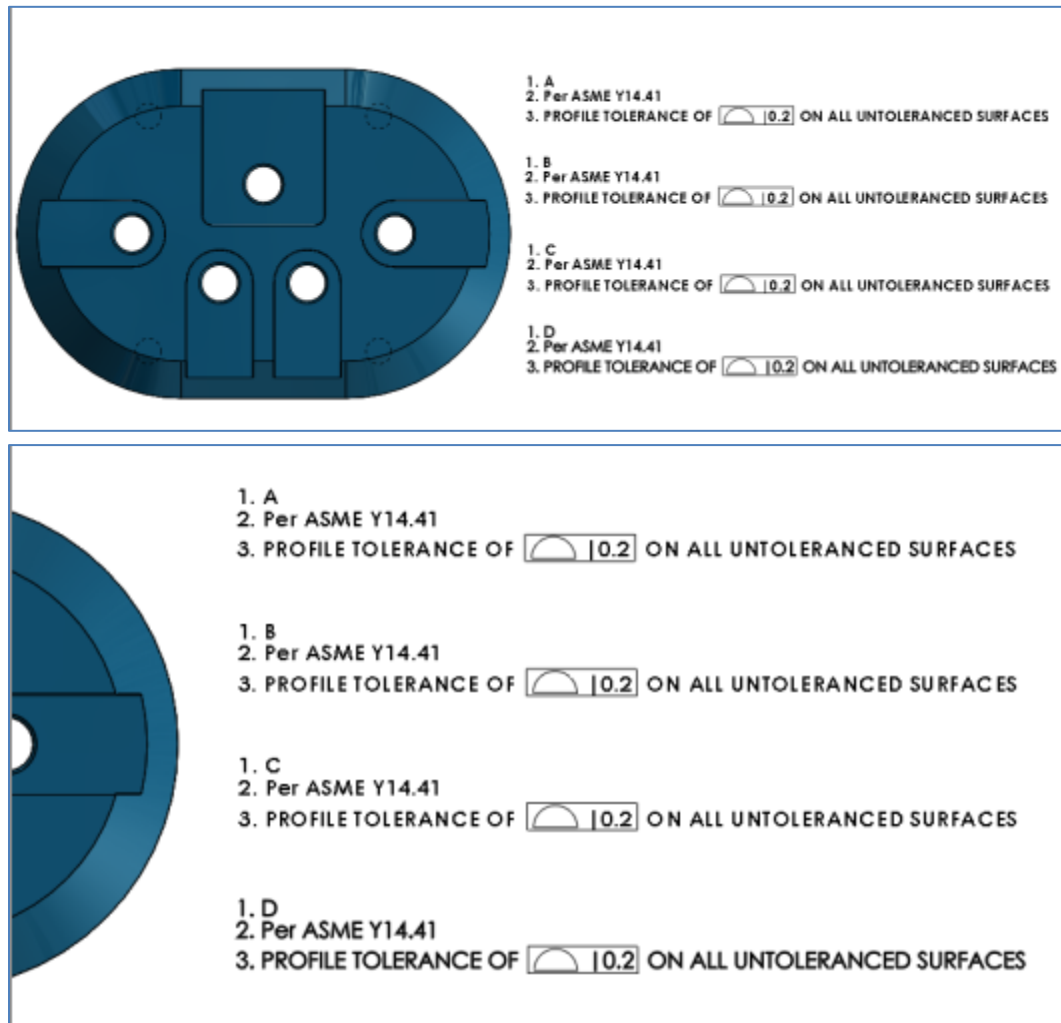 1. A
2. Per ASME Y14.41
3. PROFILE TOLERANCE OF ⌓ |0.2 ON ALL UNTOLERANCED SURFACES
1. B
2. Per ASME Y14.41
3. PROFILE TOLERANCE OF ⌓ |0.2 ON ALL UNTOLERANCED SURFACES
1. C
2. Per ASME Y14.41
3. PROFILE TOLERANCE OF ⌓ |0.2 ON ALL UNTOLERANCED SURFACES
1. D
2. Per ASME Y14.41
3. PROFILE TOLERANCE OF ⌓ |0.2 ON ALL UNTOLERANCED SURFACES
1. A
2. Per ASME Y14.41
3. PROFILE TOLERANCE OF ⌓ |0.2 ON ALL UNTOLERANCED SURFACES
1. B
2. Per ASME Y14.41
3. PROFILE TOLERANCE OF ⌓ |0.2 ON ALL UNTOLERANCED SURFACES
1. C
2. Per ASME Y14.41
3. PROFILE TOLERANCE OF ⌓ |0.2 ON ALL UNTOLERANCED SURFACES
1. D
2. Per ASME Y14.41
3. PROFILE TOLERANCE OF ⌓ |0.2 ON ALL UNTOLERANCED SURFACES